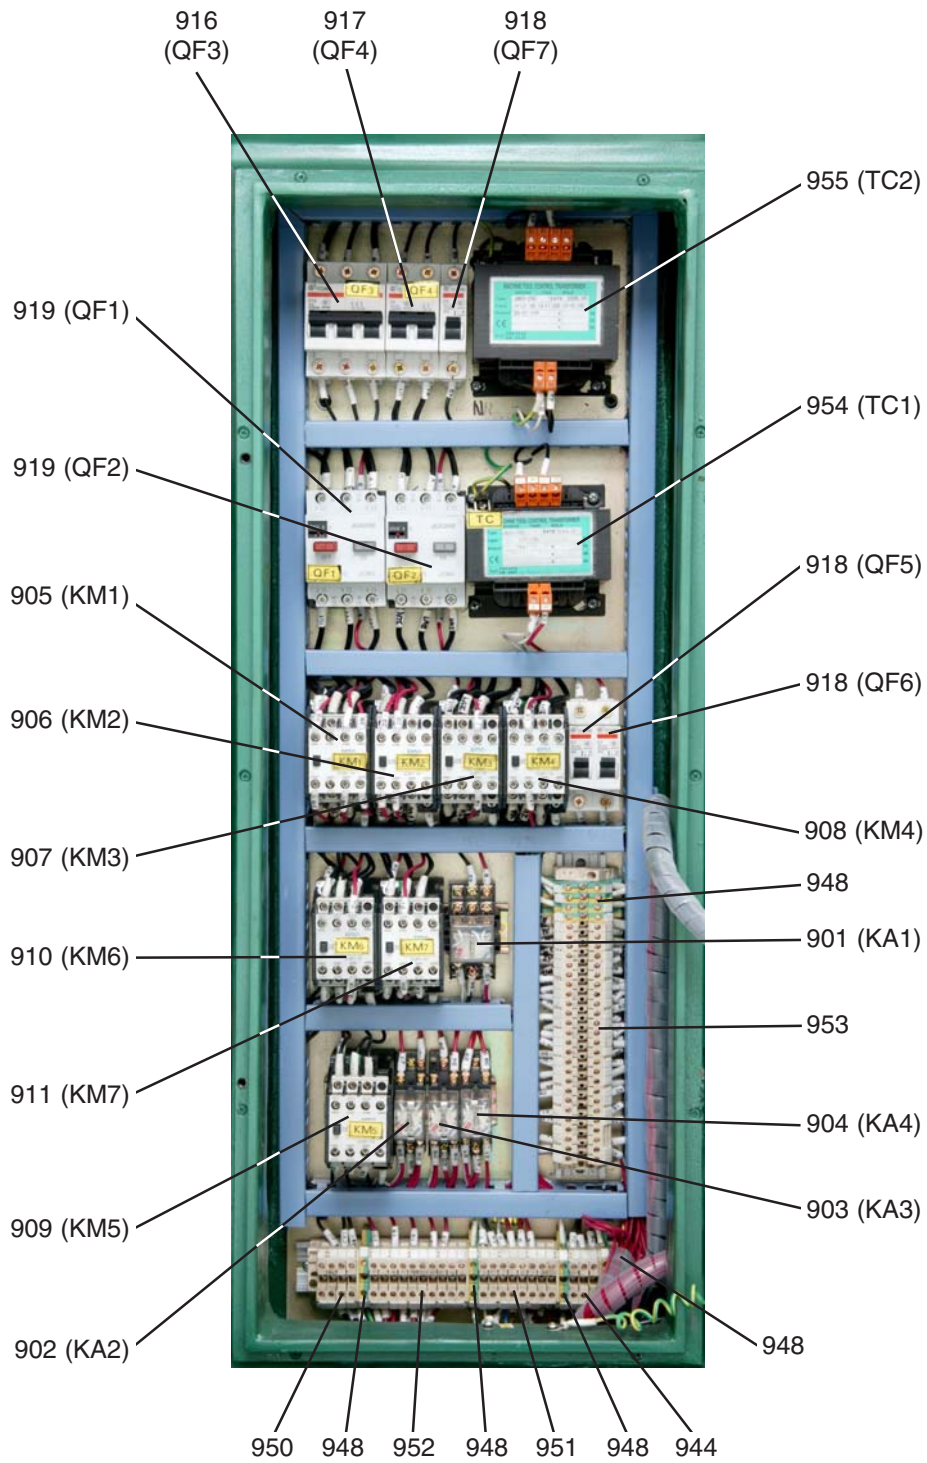 916 917 918
(QF3) (QF4) (QF7)
955 (TC2)
QF3 QF4
919 (QF1)
954 (TC1)
919 (QF2)
TC
QF1 QF2
918 (QF5)
905 (KM1)
918 (QF6)
906 (KM2)
KM1 KM2 KM3 KM4
908 (KM4)
907 (KM3)
948
901 (KA1)
910 (KM6)
KM6 KM7
953
911 (KM7)
904 (KA4)
KM5
903 (KA3)
909 (KM5)
902 (KA2)
948
950 948 952 948 951 948 944